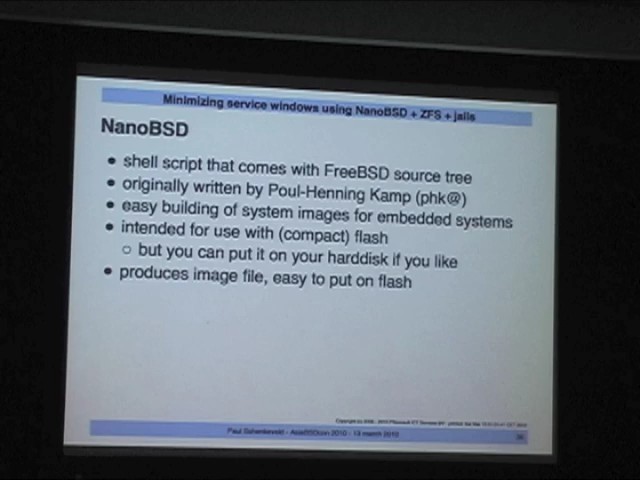 Minimizing service windows using NanoBSD + ZFS + jails
NanoBSD
• shell script that comes with FreeBSD source tree
• originally written by Poul-Henning Kamp (phk@)
• easy building of system images for embedded systems
• intended for use with (compact) flash
○ but you can put it on your harddisk if you like
• produces image file, easy to put on flash
Paul Schenkeveld - AsiaBSDcon 2010 - 13 march 2010